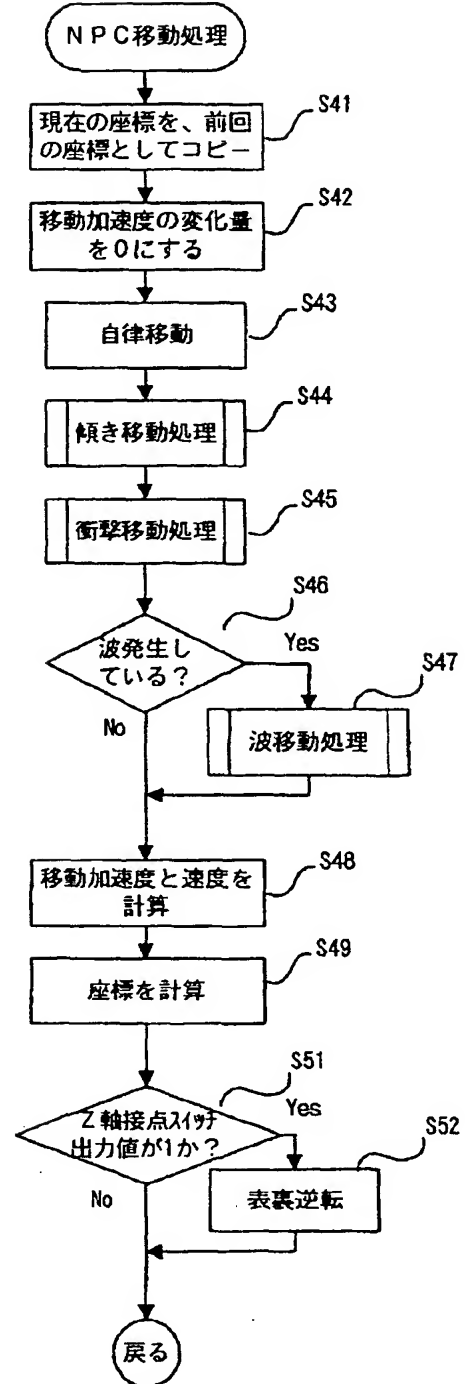 NPC移動処理
S41
現在の座標を、前回
の座標としてコピー
S42
移動加速度の変化量
を0にする
S43
自律移動
S44
傾き移動処理
S45
衝撃移動処理
S46
波発生し
ている?
Yes
S47
No
波移動処理
S48
移動加速度と速度を
計算
S49
座標を計算
S51
Z軸接点スイッチ
出力値が1か?
Yes
S52
No
表裏逆転
戻る